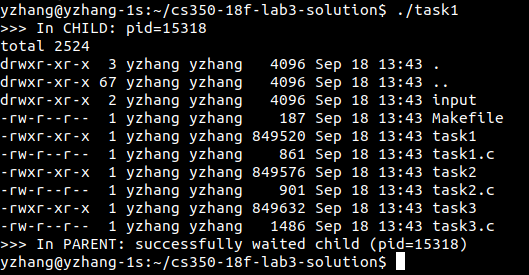 yzhang@yzhang-1s:~/cs350-18f-lab3-solution$ ./task1
>>> In CHILD: pid=15318
total 2524
drwxr-xr-x  3 yzhang yzhang   4096 Sep 18 13:43 .
drwxr-xr-x 67 yzhang yzhang   4096 Sep 18 13:43 ..
drwxr-xr-x  2 yzhang yzhang   4096 Sep 18 13:43 input
-rw-r--r--  1 yzhang yzhang    187 Sep 18 13:43 Makefile
-rwxr-xr-x  1 yzhang yzhang 849520 Sep 18 13:43 task1
-rw-r--r--  1 yzhang yzhang    861 Sep 18 13:43 task1.c
-rwxr-xr-x  1 yzhang yzhang 849576 Sep 18 13:43 task2
-rw-r--r--  1 yzhang yzhang    901 Sep 18 13:43 task2.c
-rwxr-xr-x  1 yzhang yzhang 849632 Sep 18 13:43 task3
-rw-r--r--  1 yzhang yzhang   1486 Sep 18 13:43 task3.c
>>> In PARENT: successfully waited child (pid=15318)
yzhang@yzhang-1s:~/cs350-18f-lab3-solution$